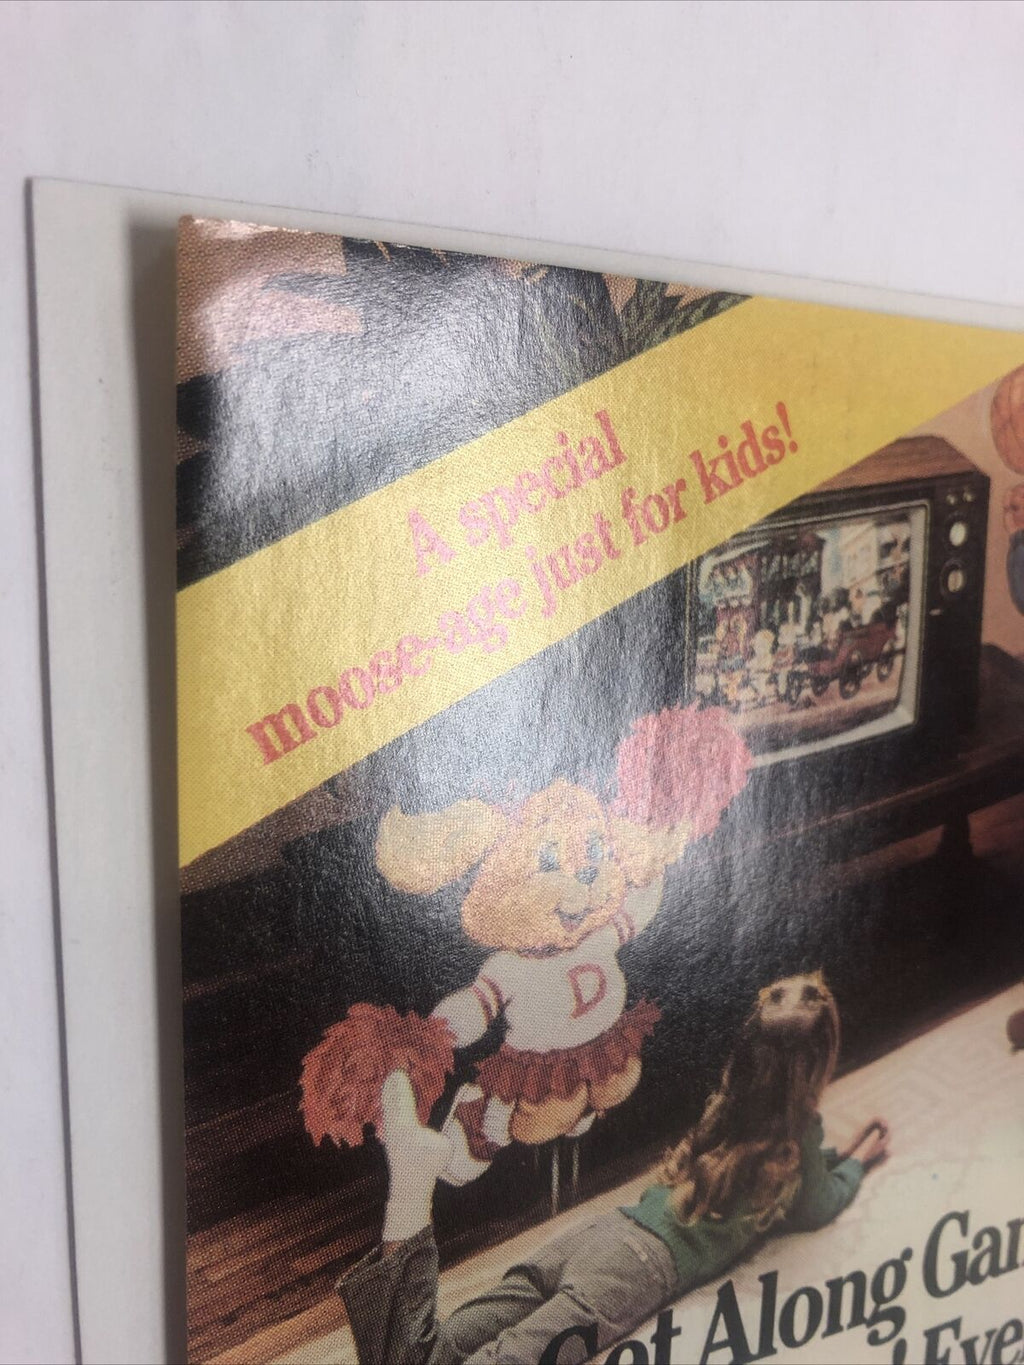 A special
moose-age just for kids!
D
Get Along Gan
! Eve